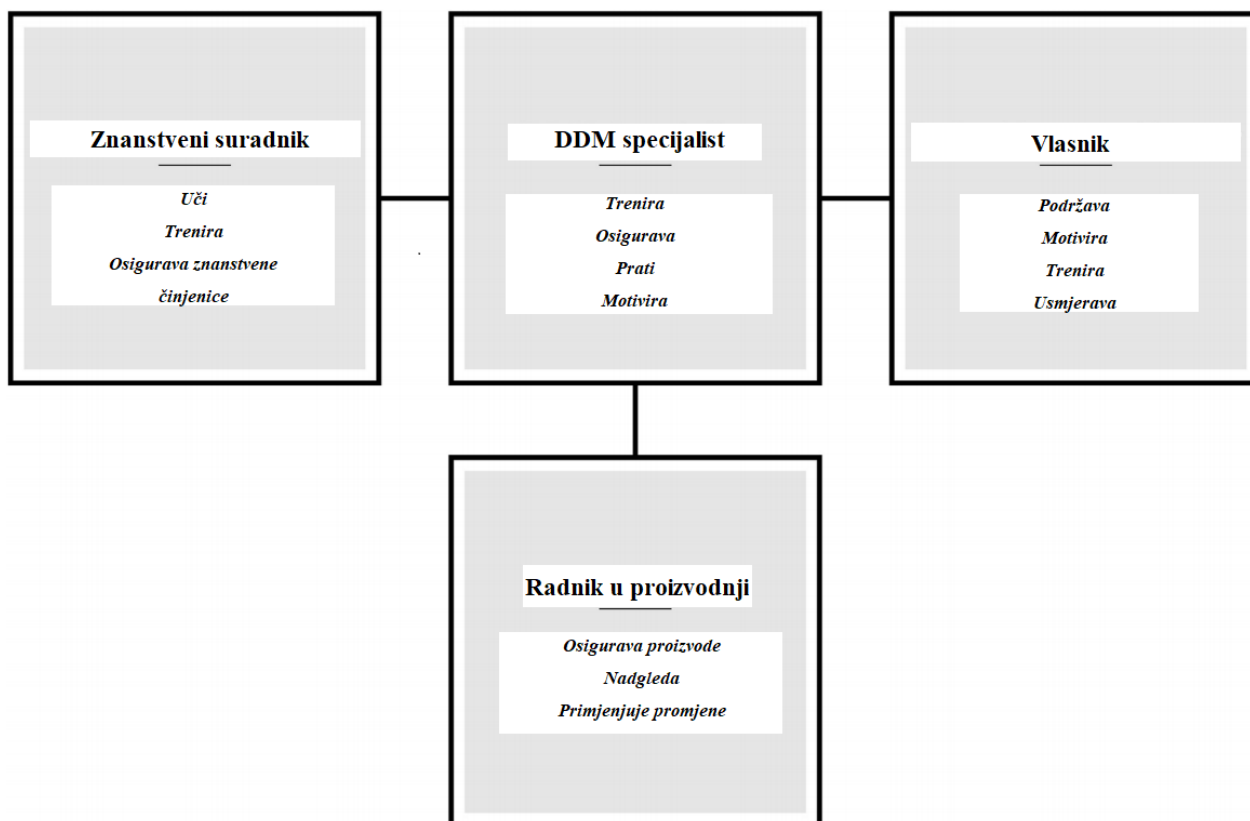 Znanstveni suradnik
Uči
Trenira
Osigurava znanstvene
činjenice
DDM specijalist
Trenira
Osigurava
Prati
Motivira
Vlasnik
Podržava
Motivira
Trenira
Usmjerava
Radnik u proizvodnji
Osigurava proizvode
Nadgleda
Primjenjuje promjene